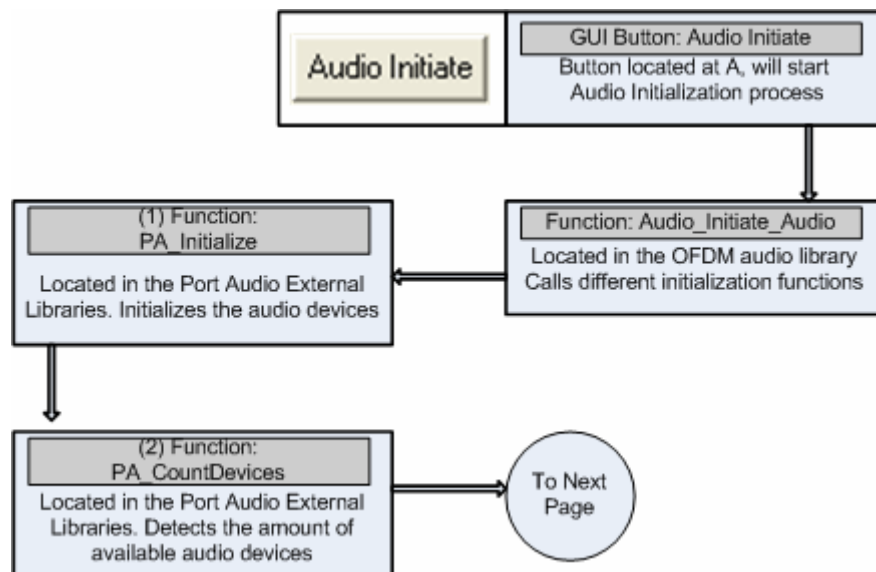 Audio Initiate
GUI Button: Audio Initiate
Button located at A, will start
Audio Initialization process
Function: Audio_Initiate_Audio
Located in the OFDM audio library
Calls different initialization functions
(1) Function:
PA_Initialize
Located in the Port Audio External
Libraries. Initializes the audio devices
(2) Function:
PA_CountDevices
Located in the Port Audio External
Libraries. Detects the amount of
available audio devices
To Next
Page